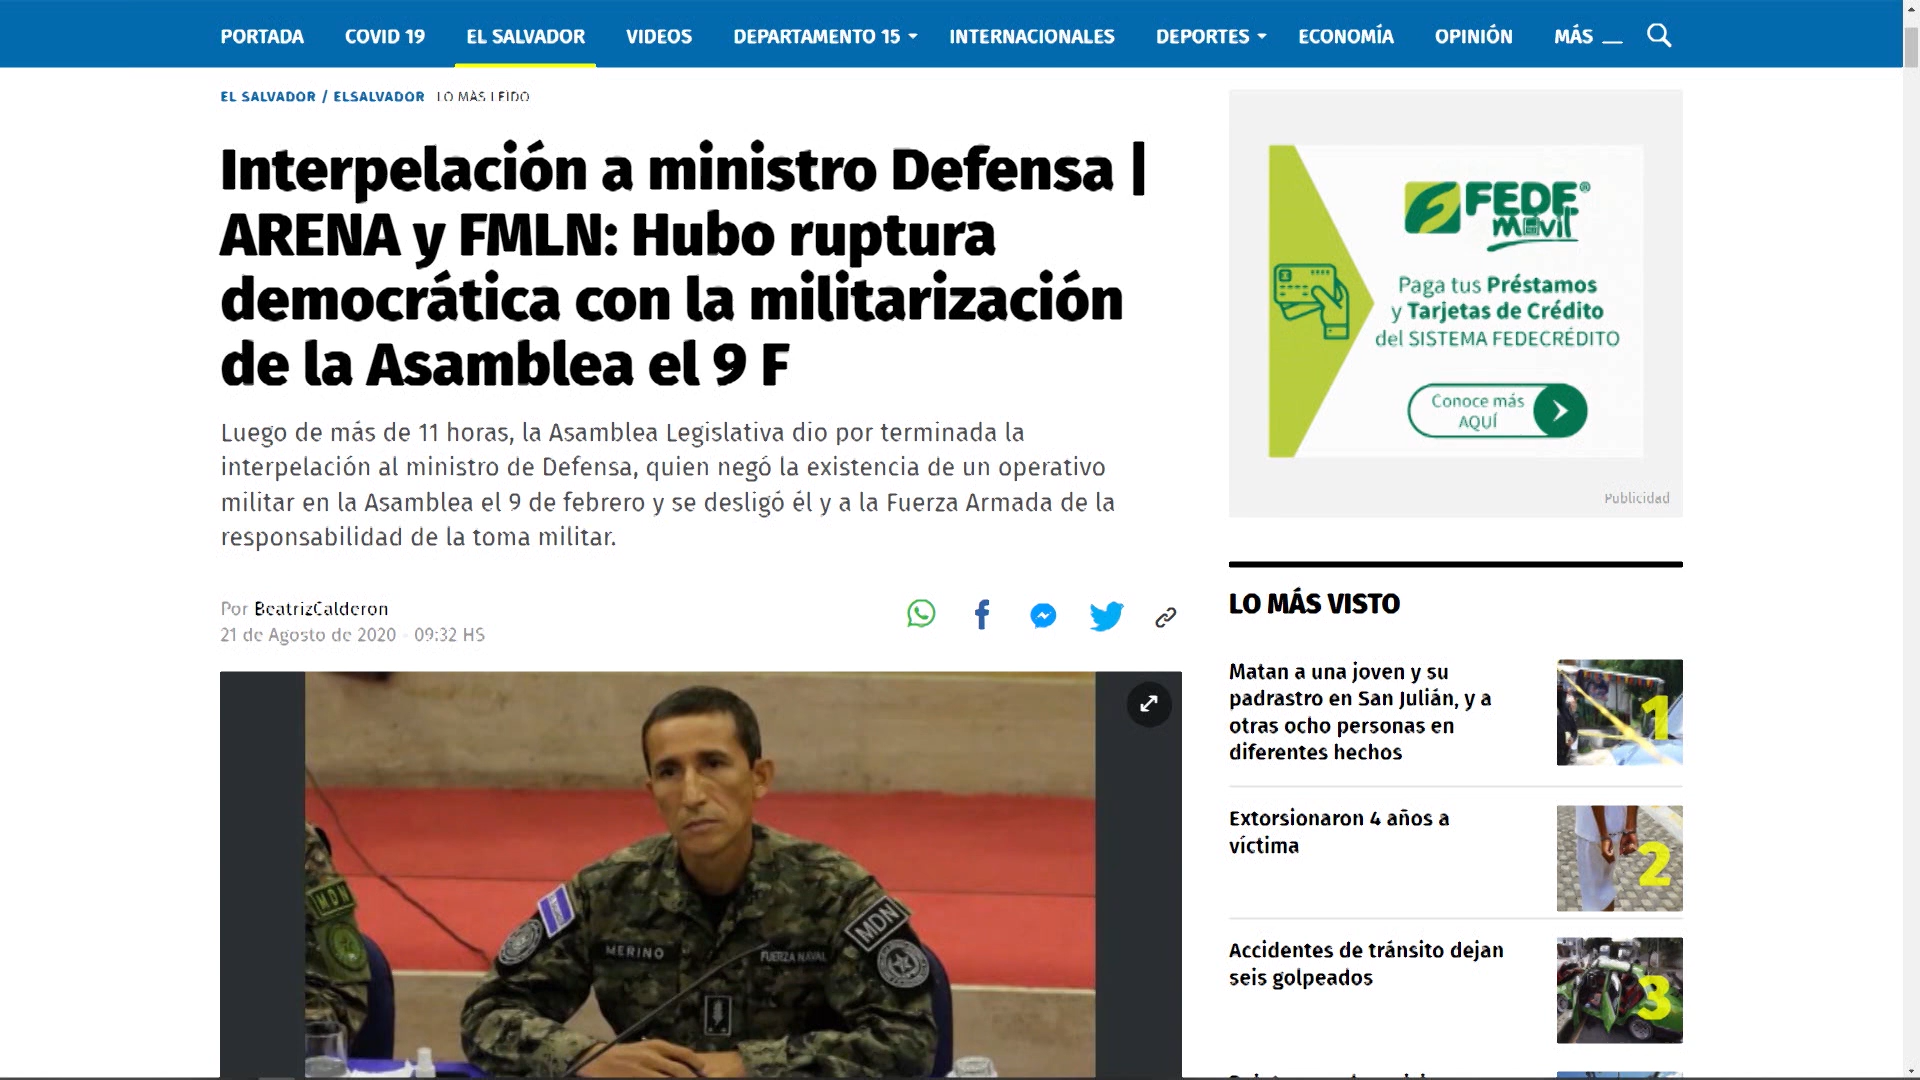 PORTADA COVID 19 EL SALVADOR VIDEOS DEPARTAMENTO 15 INTERNACIONALES DEPORTES ECONOMÍA OPINIÓN MÁS
EL SALVADOR / ELSALVADOR LO MÁS LEÍDO
Interpelación a ministro Defensa |
ARENA y FMLN: Hubo ruptura
democrática con la militarización
de la Asamblea el 9 F
Luego de más de 11 horas, la Asamblea Legislativa dio por terminada la
interpelación al ministro de Defensa, quien negó la existencia de un operativo
militar en la Asamblea el 9 de febrero y se desligó él y a la Fuerza Armada de la
responsabilidad de la toma militar.
Por BeatrizCalderon
21 de Agosto de 2020 - 09:32 HS
MDN
MERINO
FUERZA NAVAL
MDN
FEDE®
MÓVIL
Paga tus Préstamos
y Tarjetas de Crédito
del SISTEMA FEDECRÉDITO
Conoce más
AQUÍ
Publicidad
LO MÁS VISTO
Matan a una joven y su
padrastro en San Julián, y a
otras ocho personas en
diferentes hechos
1
Extorsionaron 4 años a
víctima
2
Accidentes de tránsito dejan
seis golpeados
3